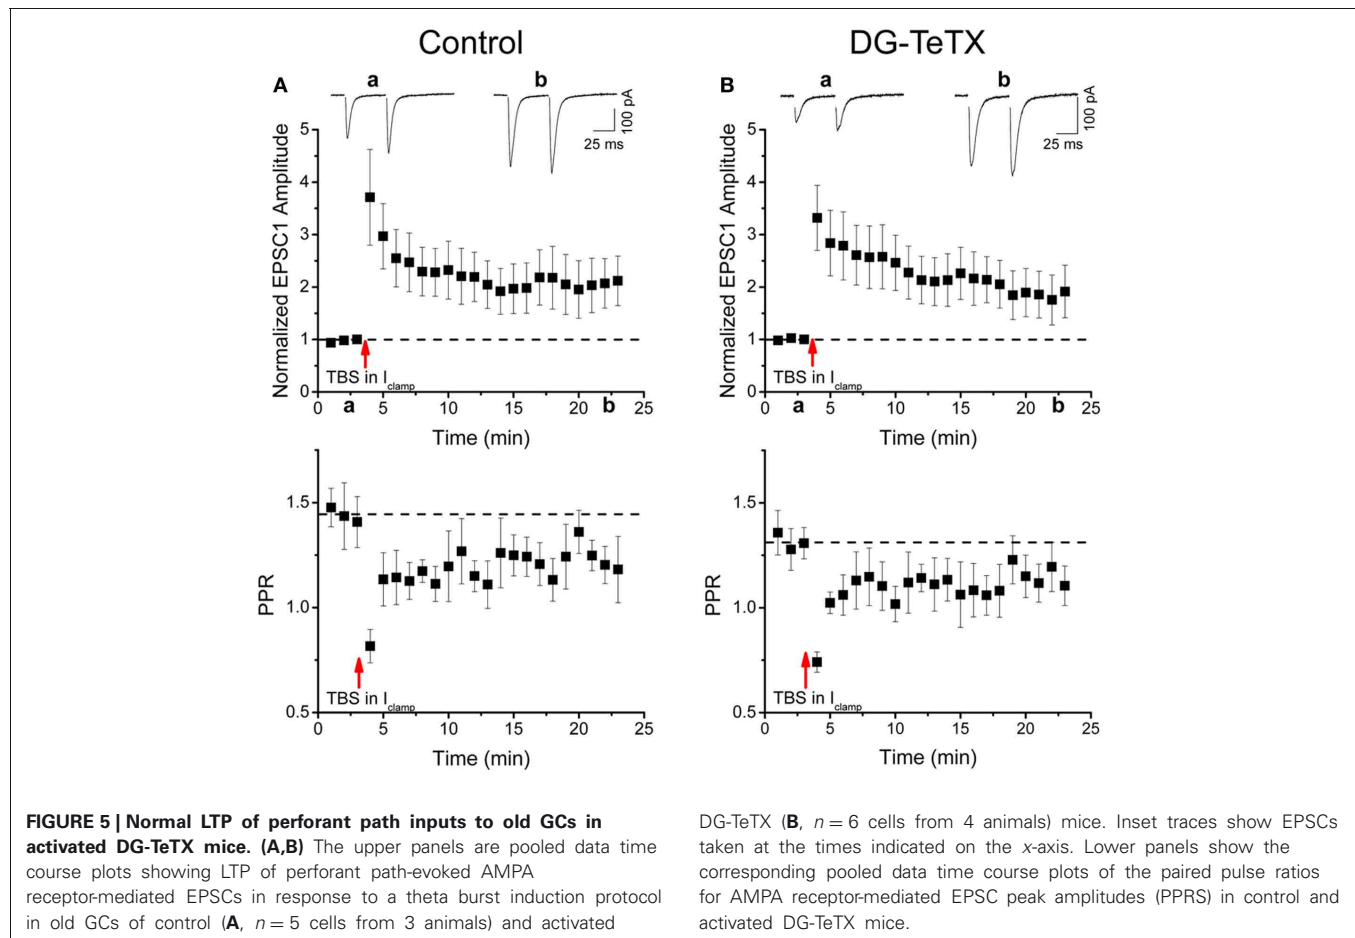 Control
DG-TeTX
A
a
b
100 pA
25 ms
Normalized EPSC1 Amplitude
5
4
3
2
1
0
TBS in Iclamp
0
5
10
15
20
25
a
b
Time (min)
B
a
b
100 pA
25 ms
Normalized EPSC1 Amplitude
5
4
3
2
1
0
TBS in Iclamp
0
5
10
15
20
25
a
b
Time (min)
PPR
1.5
1.0
0.5
TBS in Iclamp
0
5
10
15
20
25
Time (min)
PPR
1.5
1.0
0.5
TBS in Iclamp
0
5
10
15
20
25
Time (min)
FIGURE 5 | Normal LTP of perforant path inputs to old GCs in
activated DG-TeTX mice. (A,B) The upper panels are pooled data time
course plots showing LTP of perforant path-evoked AMPA
receptor-mediated EPSCs in response to a theta burst induction protocol
in old GCs of control (A, n = 5 cells from 3 animals) and activated
DG-TeTX (B, n = 6 cells from 4 animals) mice. Inset traces show EPSCs
taken at the times indicated on the x-axis. Lower panels show the
corresponding pooled data time course plots of the paired pulse ratios
for AMPA receptor-mediated EPSC peak amplitudes (PPRS) in control and
activated DG-TeTX mice.